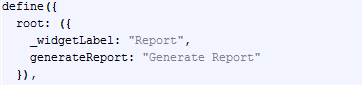 define({
  root: ({
    _widgetLabel: "Report",
    generateReport: "Generate Report"
  }),